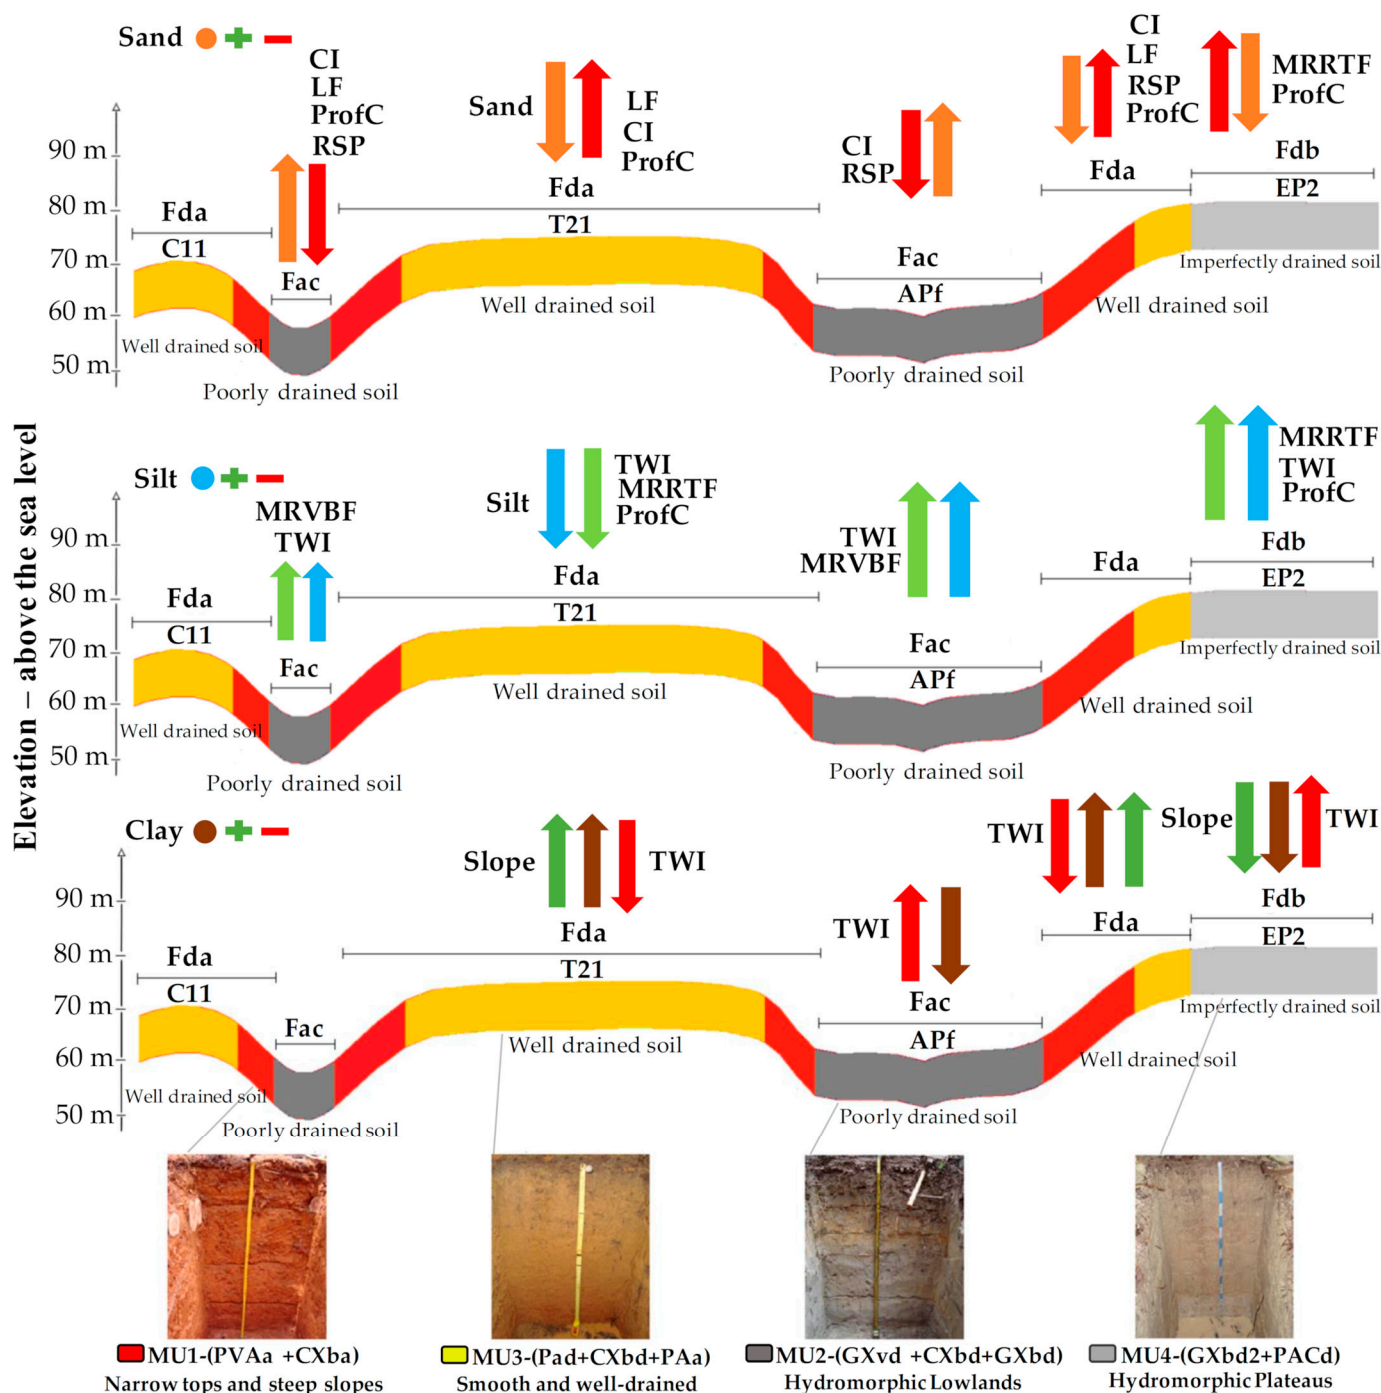 Elevation – above the sea level
Sand
CI
LF
ProfC
RSP
Sand
LF
CI
ProfC
CI
RSP
CI
LF
RSP
ProfC
MRRTF
ProfC
90 m
80 m
70 m
60 m
50 m
Fda
C11
Fac
Fda
T21
Fac
APf
Fda
Fdb
EP2
Well drained soil
Poorly drained soil
Well drained soil
Poorly drained soil
Well drained soil
Imperfectly drained soil
Silt
MRVBF
TWI
Silt
TWI
MRRTF
ProfC
TWI
MRVBF
MRRTF
TWI
ProfC
90 m
80 m
70 m
60 m
50 m
Fda
C11
Fac
Fda
T21
Fac
APf
Fda
Fdb
EP2
Well drained soil
Poorly drained soil
Well drained soil
Poorly drained soil
Well drained soil
Imperfectly drained soil
Clay
Slope
TWI
TWI
TWI
Slope
TWI
90 m
80 m
70 m
60 m
50 m
Fda
C11
Fac
Fda
T21
Fac
APf
Fda
Fdb
EP2
Well drained soil
Poorly drained soil
Well drained soil
Poorly drained soil
Well drained soil
Imperfectly drained soil
MU1-(PVAa +CXba)
Narrow tops and steep slopes
MU3-(Pad+CXbd+PAa)
Smooth and well-drained
MU2-(GXvd +CXbd+GXbd)
Hydromorphic Lowlands
MU4-(GXbd2+PACd)
Hydromorphic Plateaus